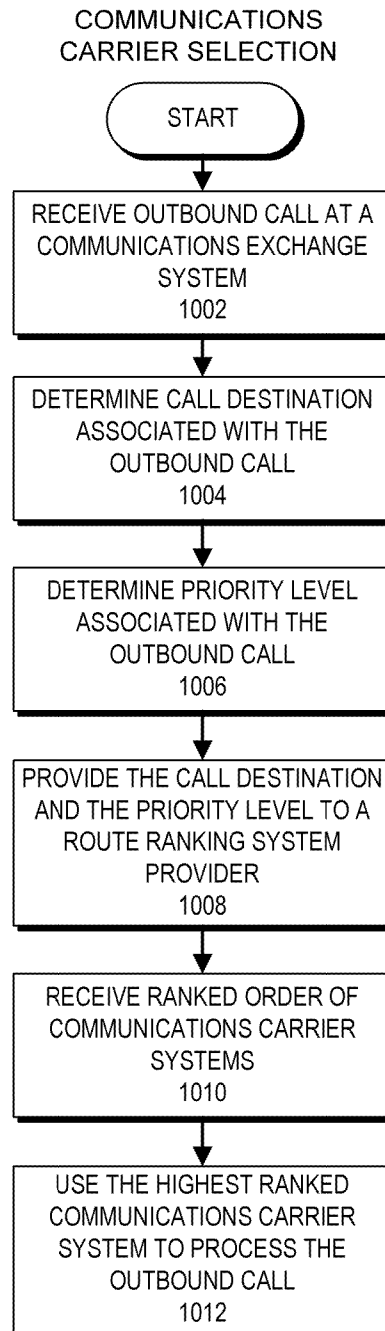 COMMUNICATIONS
CARRIER SELECTION
START
RECEIVE OUTBOUND CALL AT A
COMMUNICATIONS EXCHANGE
SYSTEM
1002
DETERMINE CALL DESTINATION
ASSOCIATED WITH THE
OUTBOUND CALL
1004
DETERMINE PRIORITY LEVEL
ASSOCIATED WITH THE
OUTBOUND CALL
1006
PROVIDE THE CALL DESTINATION
AND THE PRIORITY LEVEL TO A
ROUTE RANKING SYSTEM
PROVIDER
1008
RECEIVE RANKED ORDER OF
COMMUNICATIONS CARRIER
SYSTEMS
1010
USE THE HIGHEST RANKED
COMMUNICATIONS CARRIER
SYSTEM TO PROCESS THE
OUTBOUND CALL
1012